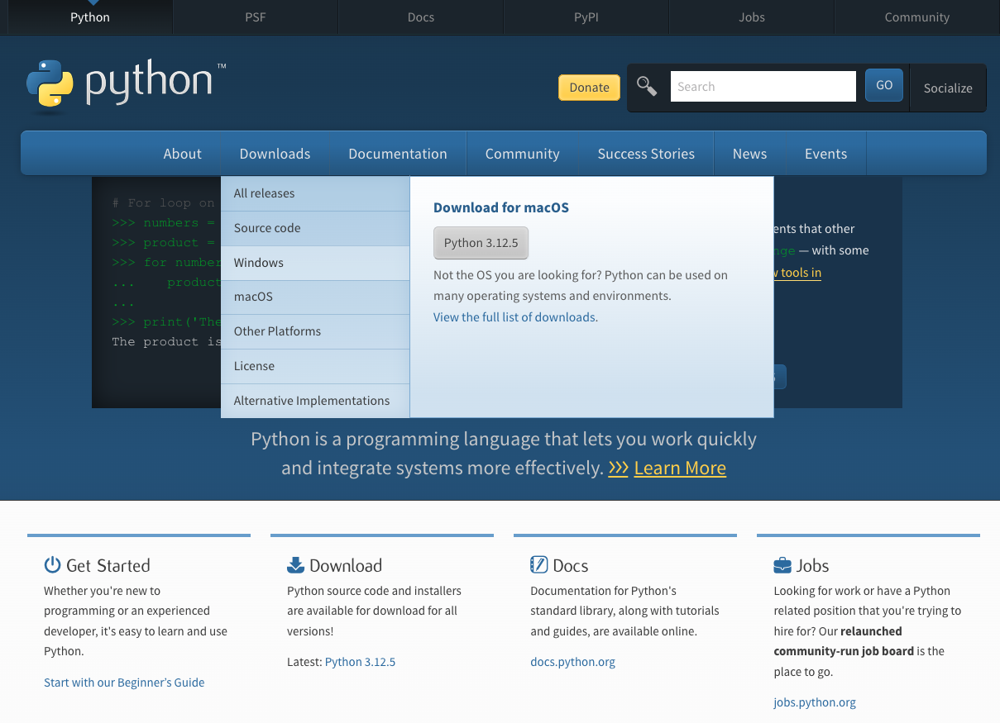 Python
PSF
Docs
PyPI
Jobs
Community
python™
Donate
Search
GO
Socialize
About
Downloads
Documentation
Community
Success Stories
News
Events
# For loop on
>>> numbers =
>>> product =
>>> for number
... product
...
>>> print('The
The product is
All releases
Source code
Windows
macOS
Other Platforms
License
Alternative Implementations
Download for macOS
Python 3.12.5
Not the OS you are looking for? Python can be used on
many operating systems and environments.
View the full list of downloads.
that other
— with some
tools in
Python is a programming language that lets you work quickly
and integrate systems more effectively. >>> Learn More
Get Started
Whether you're new to
programming or an experienced
developer, it's easy to learn and use
Python.
Start with our Beginner’s Guide
Download
Python source code and installers
are available for download for all
versions!
Latest: Python 3.12.5
Docs
Documentation for Python's
standard library, along with tutorials
and guides, are available online.
docs.python.org
Jobs
Looking for work or have a Python
related position that you're trying to
hire for? Our relaunched
community-run job board is the
place to go.
jobs.python.org